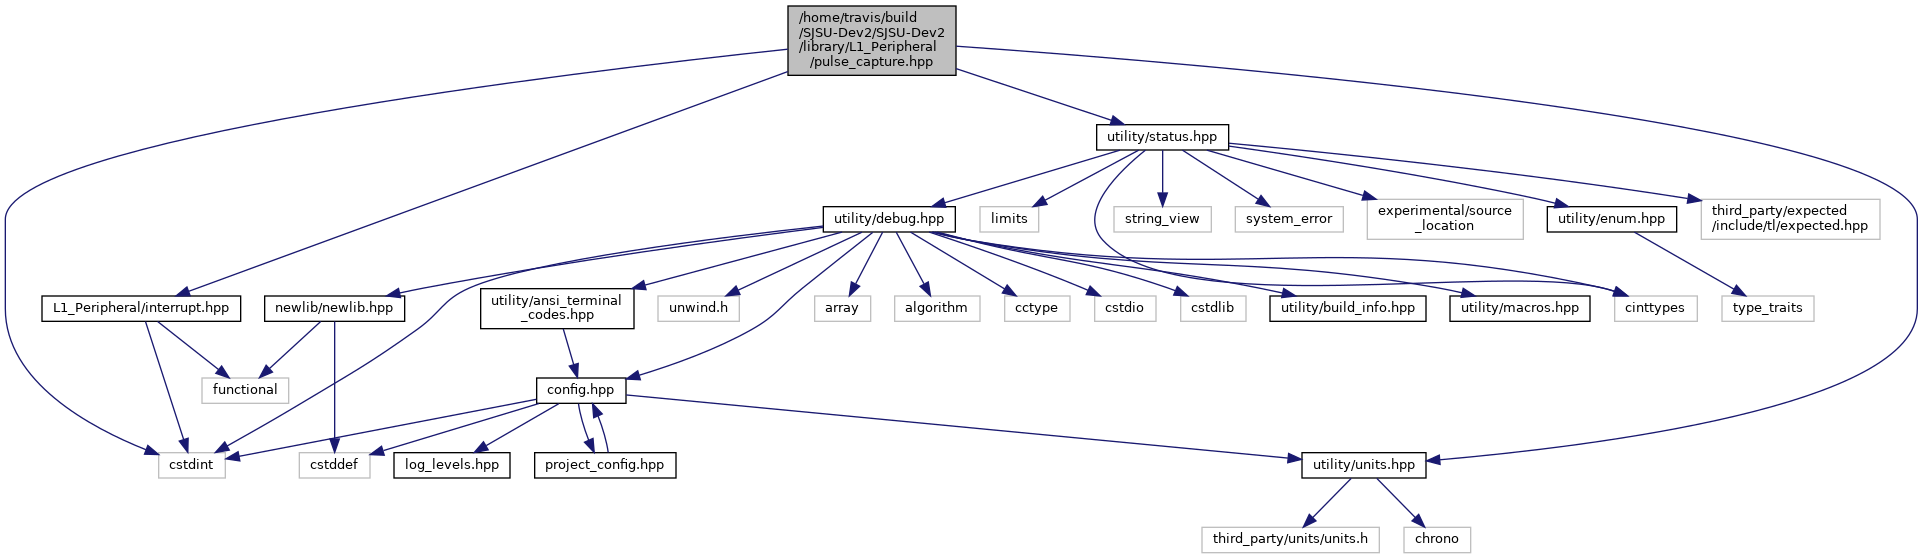 /home/travis/build
/SJSU-Dev2/SJSU-Dev2
/library/L1_Peripheral
/pulse_capture.hpp
utility/status.hpp
utility/debug.hpp
limits
string_view
system_error
experimental/source
_location
utility/enum.hpp
third_party/expected
/include/tl/expected.hpp
L1_Peripheral/interrupt.hpp
newlib/newlib.hpp
utility/ansi_terminal
_codes.hpp
unwind.h
array
algorithm
cctype
cstdio
cstdlib
utility/build_info.hpp
utility/macros.hpp
cinttypes
type_traits
functional
config.hpp
cstdint
cstddef
log_levels.hpp
project_config.hpp
utility/units.hpp
third_party/units/units.h
chrono